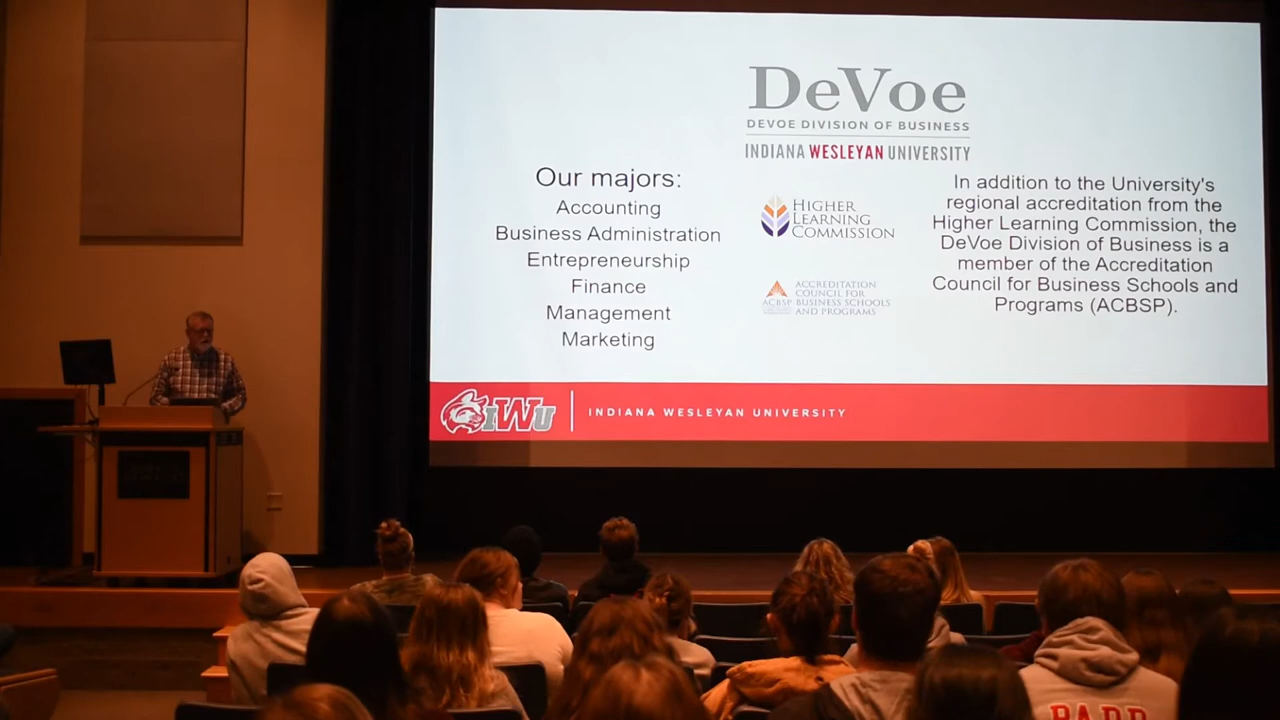 DeVoe
DEVOE DIVISION OF BUSINESS
INDIANA WESLEYAN UNIVERSITY
Our majors:
Accounting
Business Administration
Entrepreneurship
Finance
Management
Marketing
HIGHER
LEARNING
COMMISSION
ACBSP
ACCREDITATION
COUNCIL FOR
BUSINESS SCHOOLS
AND PROGRAMS
In addition to the University's
regional accreditation from the
Higher Learning Commission, the
DeVoe Division of Business is a
member of the Accreditation
Council for Business Schools and
Programs (ACBSP).
IWU
INDIANA WESLEYAN UNIVERSITY